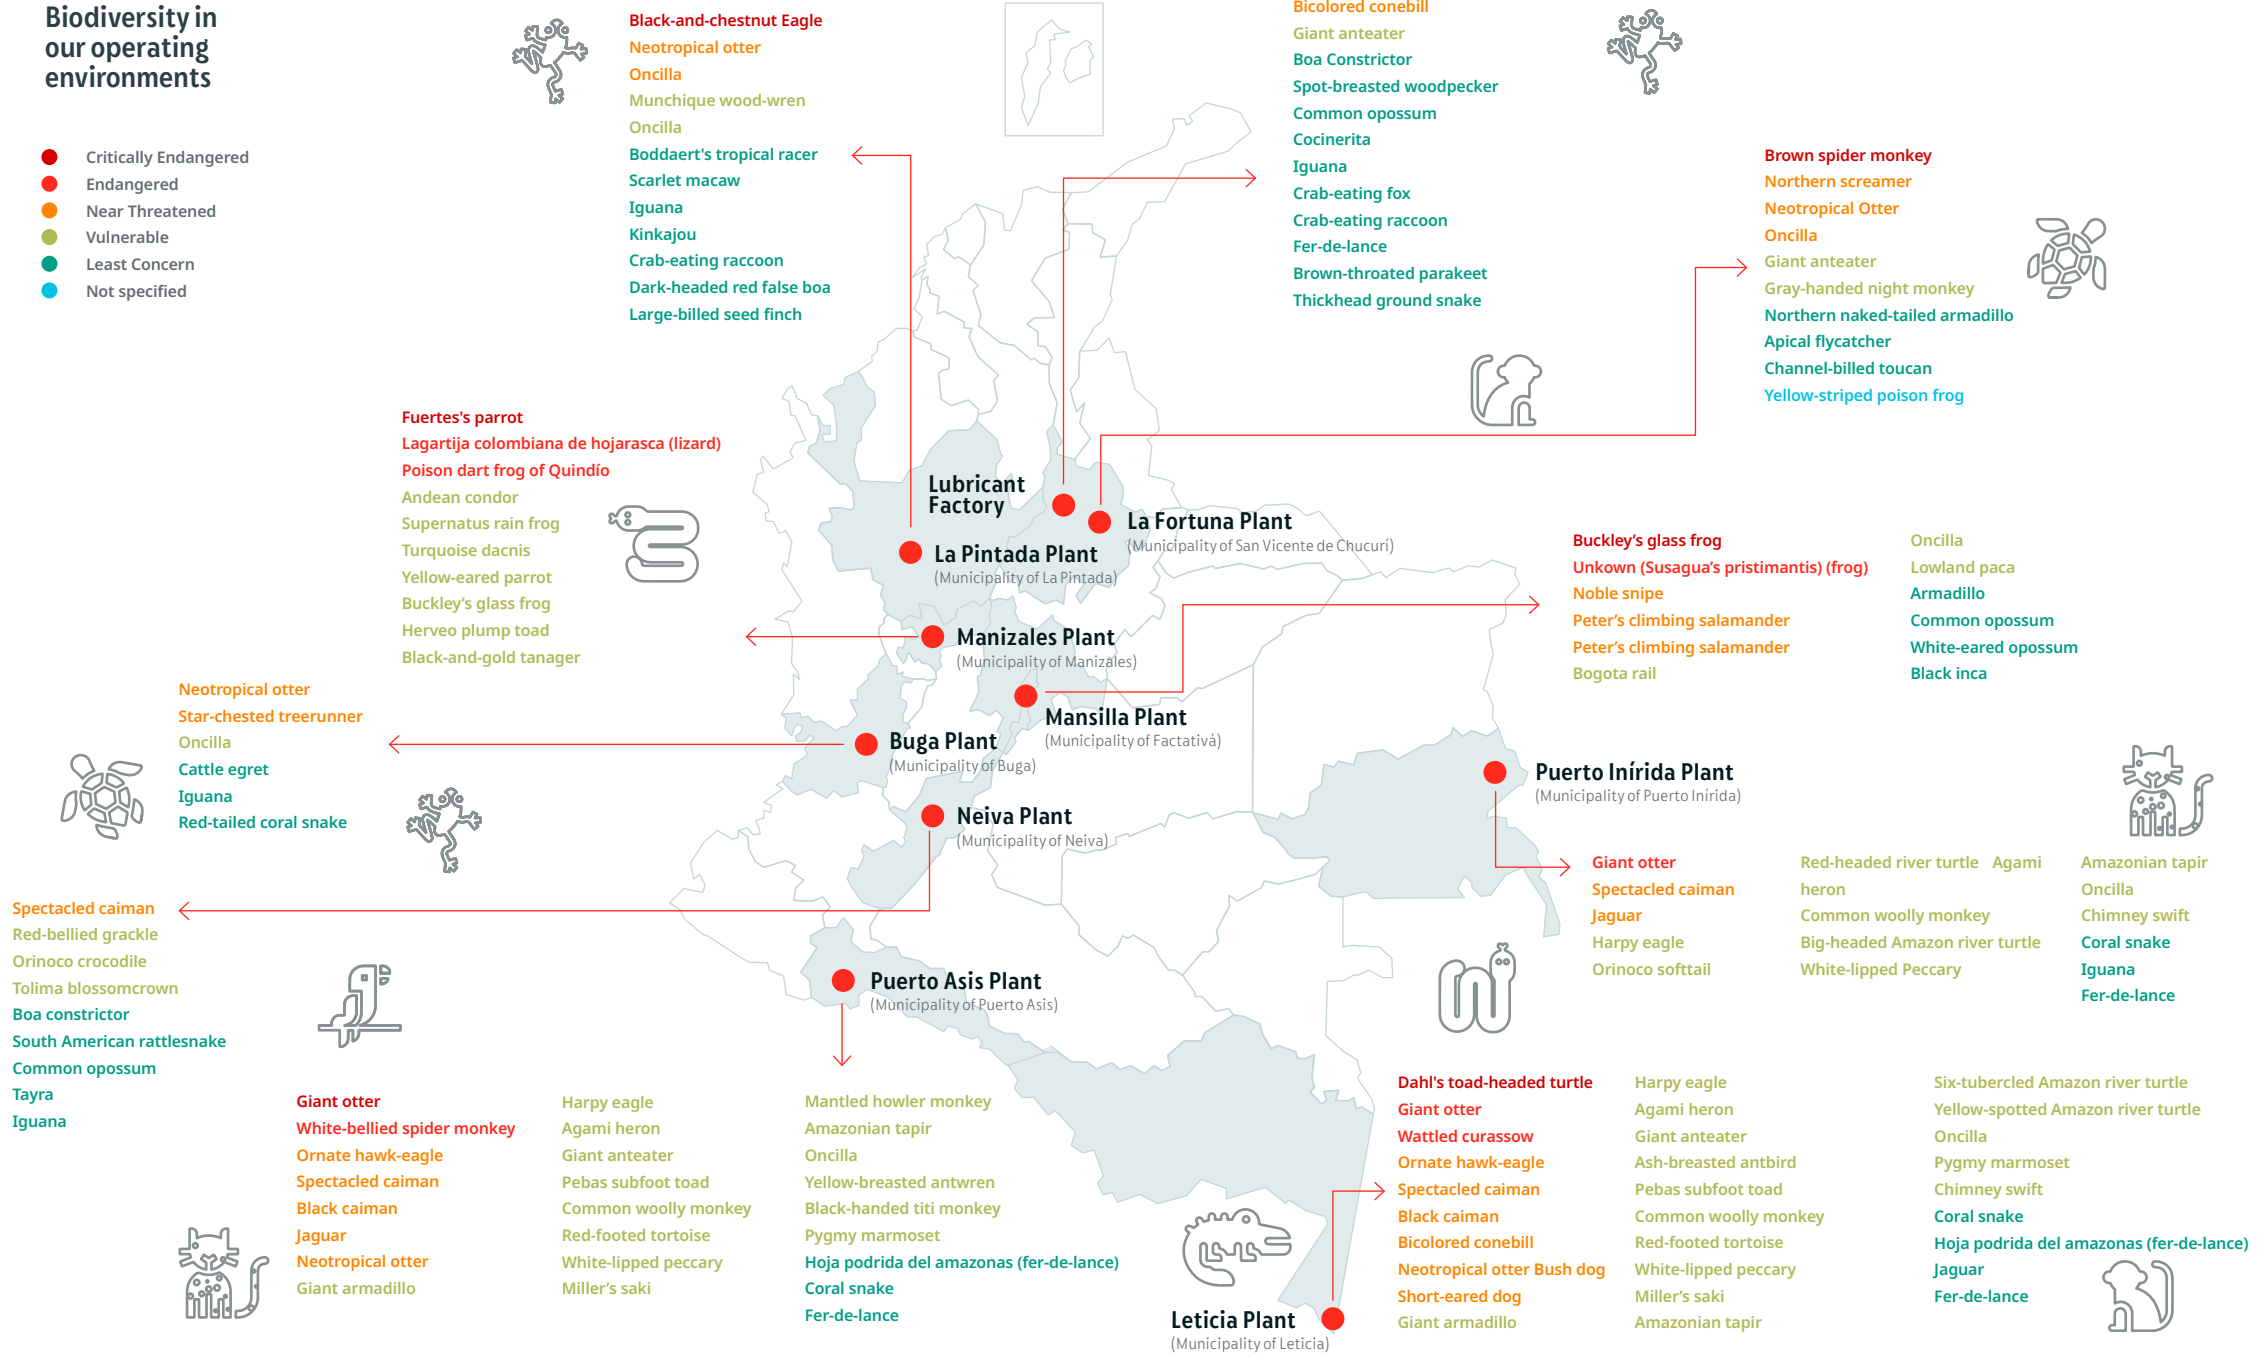 Biodiversity in
our operating
environments
Critically Endangered
Endangered
Near Threatened
Vulnerable
Least Concern
Not specified
Black-and-chestnut Eagle
Neotropical otter
Oncilla
Munchique wood-wren
Oncilla
Boddaert's tropical racer
Scarlet macaw
Iguana
Kinkajou
Crab-eating raccoon
Dark-headed red false boa
Large-billed seed finch
Bicolored conebill
Giant anteater
Boa Constrictor
Spot-breasted woodpecker
Common opossum
Cocinerita
Iguana
Crab-eating fox
Crab-eating raccoon
Fer-de-lance
Brown-throated parakeet
Thickhead ground snake
Brown spider monkey
Northern screamer
Neotropical Otter
Oncilla
Giant anteater
Gray-handed night monkey
Northern naked-tailed armadillo
Apical flycatcher
Channel-billed toucan
Yellow-striped poison frog
Fuertes's parrot
Lagartija colombiana de hojarasca (lizard)
Poison dart frog of Quindío
Andean condor
Supernatus rain frog
Turquoise dacnis
Yellow-eared parrot
Buckley’s glass frog
Herveo plump toad
Black-and-gold tanager
Lubricant
Factory
La Fortuna Plant
(Municipality of San Vicente de Chucurí)
La Pintada Plant
(Municipality of La Pintada)
Manizales Plant
(Municipality of Manizales)
Mansilla Plant
(Municipality of Factativá)
Buga Plant
(Municipality of Buga)
Neiva Plant
(Municipality of Neiva)
Puerto Inírida Plant
(Municipality of Puerto Inírida)
Puerto Asis Plant
(Municipality of Puerto Asis)
Leticia Plant
(Municipality of Leticia)
Buckley’s glass frog
Unkown (Susagua’s pristimantis) (frog)
Noble snipe
Peter’s climbing salamander
Peter’s climbing salamander
Bogota rail
Oncilla
Lowland paca
Armadillo
Common opossum
White-eared opossum
Black inca
Neotropical otter
Star-chested treerunner
Oncilla
Cattle egret
Iguana
Red-tailed coral snake
Spectacled caiman
Red-bellied grackle
Orinoco crocodile
Tolima blossomcrown
Boa constrictor
South American rattlesnake
Common opossum
Tayra
Iguana
Giant otter
Spectacled caiman
Jaguar
Harpy eagle
Orinoco softtail
Red-headed river turtle Agami
heron
Common woolly monkey
Big-headed Amazon river turtle
White-lipped Peccary
Amazonian tapir
Oncilla
Chimney swift
Coral snake
Iguana
Fer-de-lance
Giant otter
White-bellied spider monkey
Ornate hawk-eagle
Spectacled caiman
Black caiman
Jaguar
Neotropical otter
Giant armadillo
Harpy eagle
Agami heron
Giant anteater
Pebas subfoot toad
Common woolly monkey
Red-footed tortoise
White-lipped peccary
Miller’s saki
Mantled howler monkey
Amazonian tapir
Oncilla
Yellow-breasted antwren
Black-handed titi monkey
Pygmy marmoset
Hoja podrida del amazonas (fer-de-lance)
Coral snake
Fer-de-lance
Dahl's toad-headed turtle
Giant otter
Wattled curassow
Ornate hawk-eagle
Spectacled caiman
Black caiman
Bicolored conebill
Neotropical otter Bush dog
Short-eared dog
Giant armadillo
Harpy eagle
Agami heron
Giant anteater
Ash-breasted antbird
Pebas subfoot toad
Common woolly monkey
Red-footed tortoise
White-lipped peccary
Miller’s saki
Amazonian tapir
Six-tubercled Amazon river turtle
Yellow-spotted Amazon river turtle
Oncilla
Pygmy marmoset
Chimney swift
Coral snake
Hoja podrida del amazonas (fer-de-lance)
Jaguar
Fer-de-lance